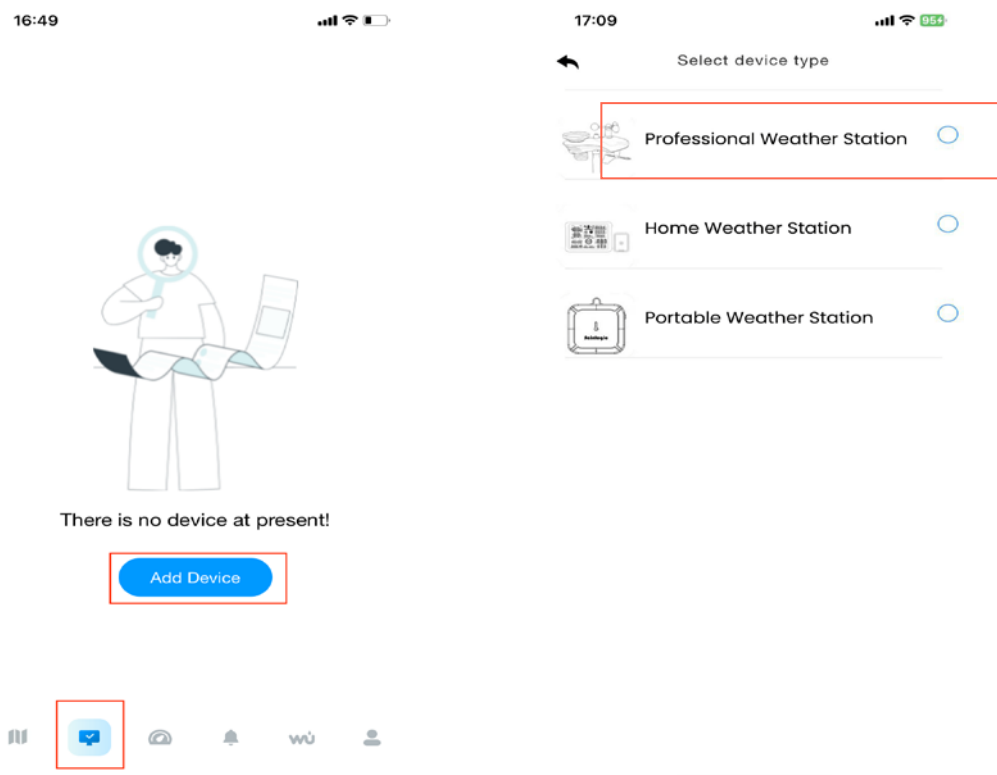 16:49
There is no device at present!
Add Device
wu
17:09
95
Select device type
Professional Weather Station
Home Weather Station
Portable Weather Station